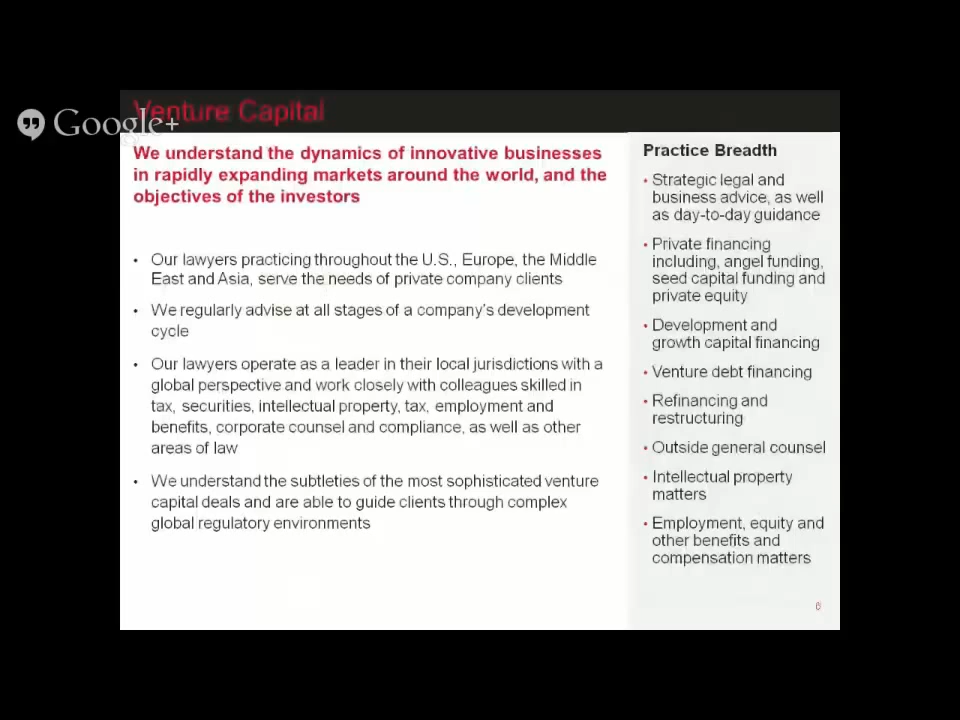 Venture Capital
Google+
We understand the dynamics of innovative businesses
in rapidly expanding markets around the world, and the
objectives of the investors
• Our lawyers practicing throughout the U.S., Europe, the Middle
East and Asia, serve the needs of private company clients
• We regularly advise at all stages of a company's development
cycle
• Our lawyers operate as a leader in their local jurisdictions with a
global perspective and work closely with colleagues skilled in
tax, securities, intellectual property, tax, employment and
benefits, corporate counsel and compliance, as well as other
areas of law
• We understand the subtleties of the most sophisticated venture
capital deals and are able to guide clients through complex
global regulatory environments
Practice Breadth
• Strategic legal and
business advice, as well
as day-to-day guidance
• Private financing
including, angel funding,
seed capital funding and
private equity
• Development and
growth capital financing
• Venture debt financing
• Refinancing and
restructuring
• Outside general counsel
• Intellectual property
matters
• Employment, equity and
other benefits and
compensation matters